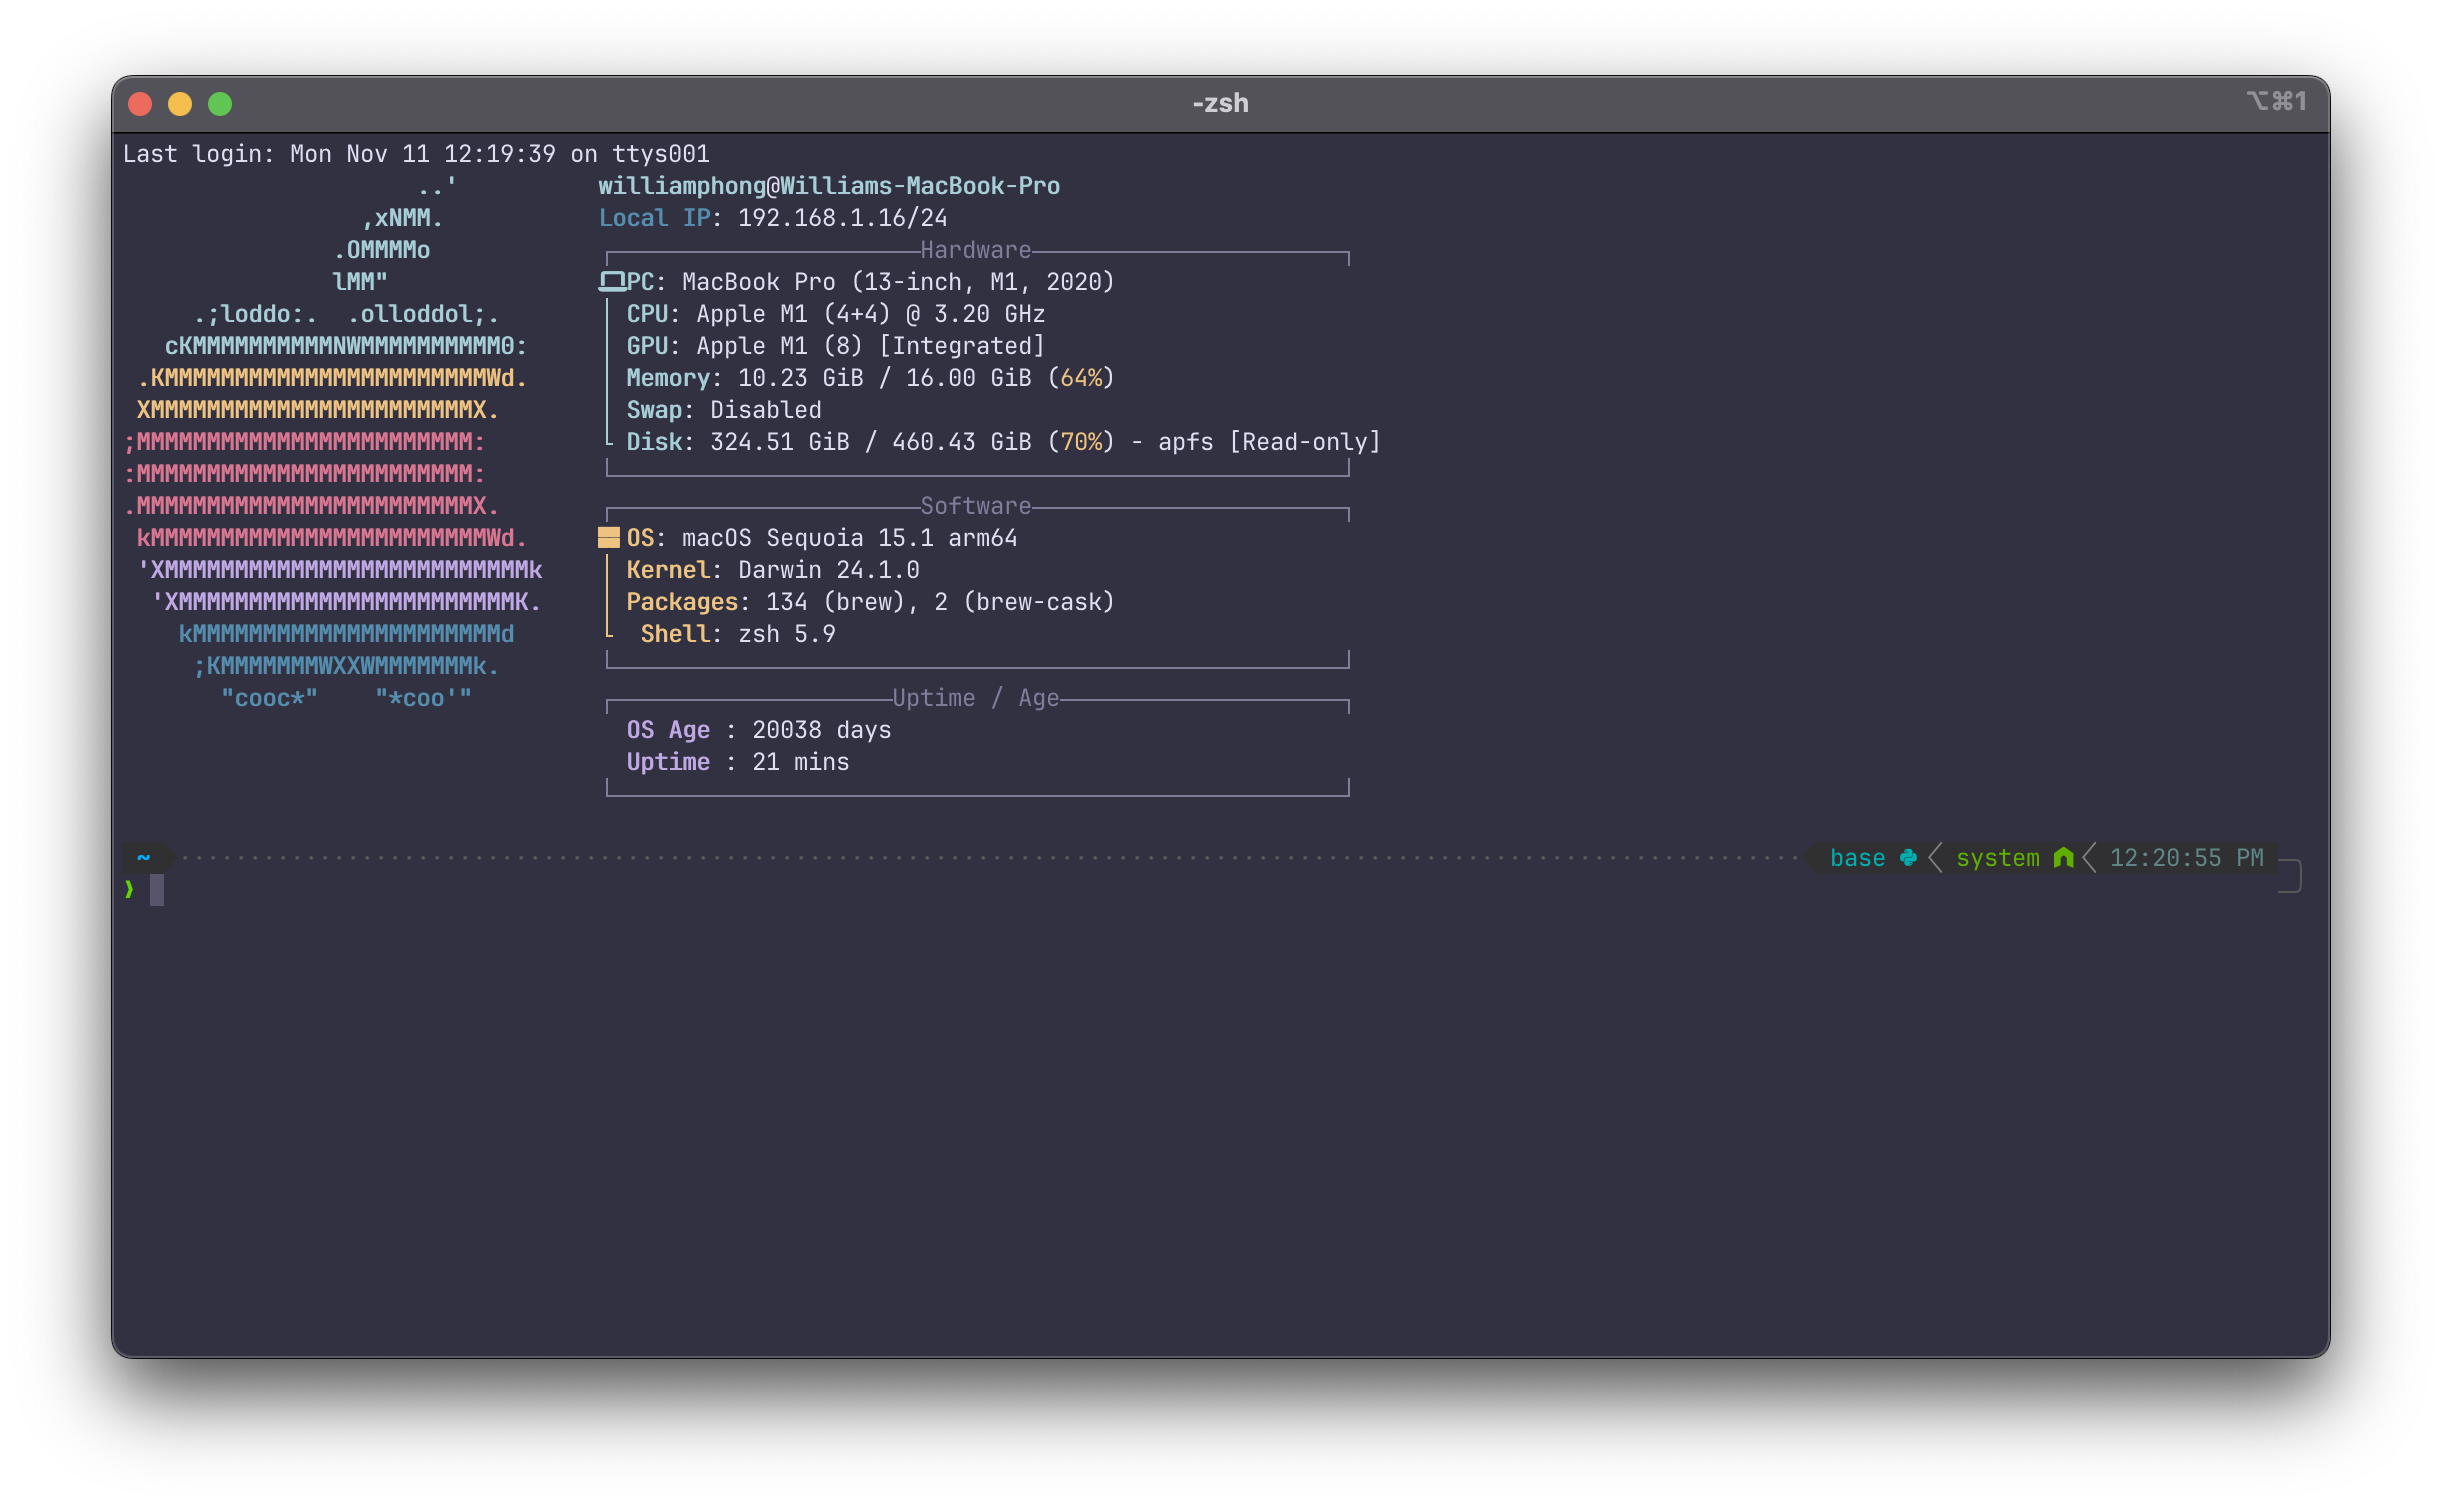 -zsh
⌥⌘1
Last login: Mon Nov 11 12:19:39 on ttys001
                     ..'          williamphong@Williams-MacBook-Pro
                 ,xNMM.           Local IP: 192.168.1.16/24
               .OMMMMo            Hardware
               lMM"               PC: MacBook Pro (13-inch, M1, 2020)
     .;loddo:.  .olloddol;.       CPU: Apple M1 (4+4) @ 3.20 GHz
   cKMMMMMMMMMMNWMMMMMMMMMM0:     GPU: Apple M1 (8) [Integrated]
 .KMMMMMMMMMMMMMMMMMMMMMMMWd.     Memory: 10.23 GiB / 16.00 GiB (64%)
 XMMMMMMMMMMMMMMMMMMMMMMMX.       Swap: Disabled
;MMMMMMMMMMMMMMMMMMMMMMMM:        Disk: 324.51 GiB / 460.43 GiB (70%) - apfs [Read-only]
:MMMMMMMMMMMMMMMMMMMMMMMM:
.MMMMMMMMMMMMMMMMMMMMMMMMX.       Software
 kMMMMMMMMMMMMMMMMMMMMMMMMWd.     OS: macOS Sequoia 15.1 arm64
 'XMMMMMMMMMMMMMMMMMMMMMMMMMMk    Kernel: Darwin 24.1.0
  'XMMMMMMMMMMMMMMMMMMMMMMMMK.    Packages: 134 (brew), 2 (brew-cask)
    kMMMMMMMMMMMMMMMMMMMMMMd      Shell: zsh 5.9
     ;KMMMMMMMWXXWMMMMMMMk.
       "cooc*"    "*coo'"         Uptime / Age
OS Age : 20038 days
Uptime : 21 mins
~ base system 12:20:55 PM
❯